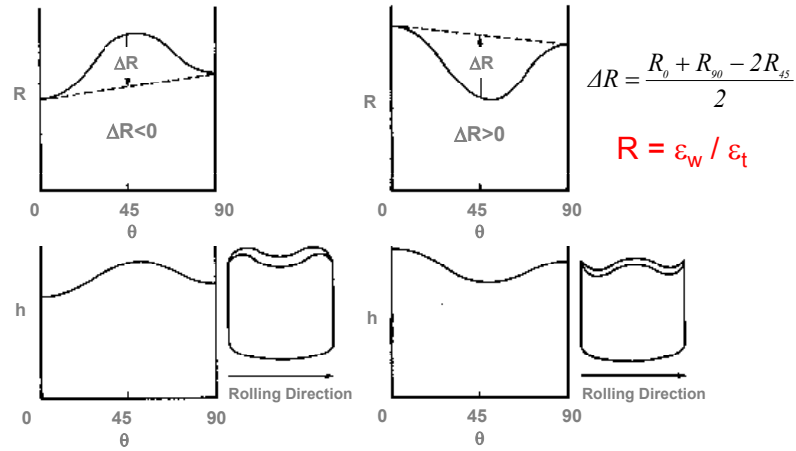 ΔR
R
ΔR<0
0 45 90
θ
ΔR
R
ΔR>0
0 45 90
θ
ΔR = (R₀ + R₉₀ − 2R₄₅) / 2
R = εw / εt
h
0 45 90
θ
Rolling Direction
h
0 45 90
θ
Rolling Direction